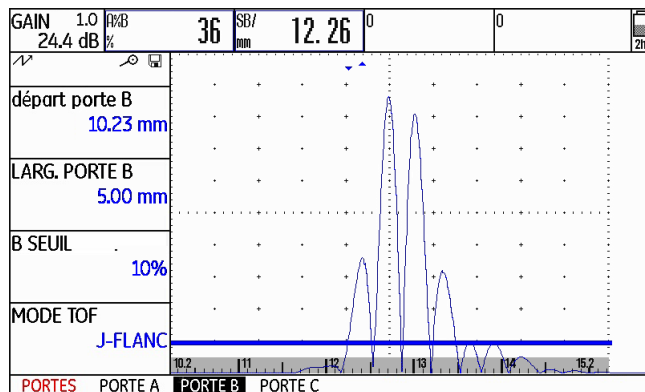 GAIN 1.0 A%B 36 SB/ 12.26 0 0
24.4 dB % mm 2h
départ porte B
10.23 mm
LARG. PORTE B
5.00 mm
B SEUIL .
10%
MODE TOF
J-FLANC
10.2 11 12 13 14 15.2
PORTES PORTE A PORTE B PORTE C